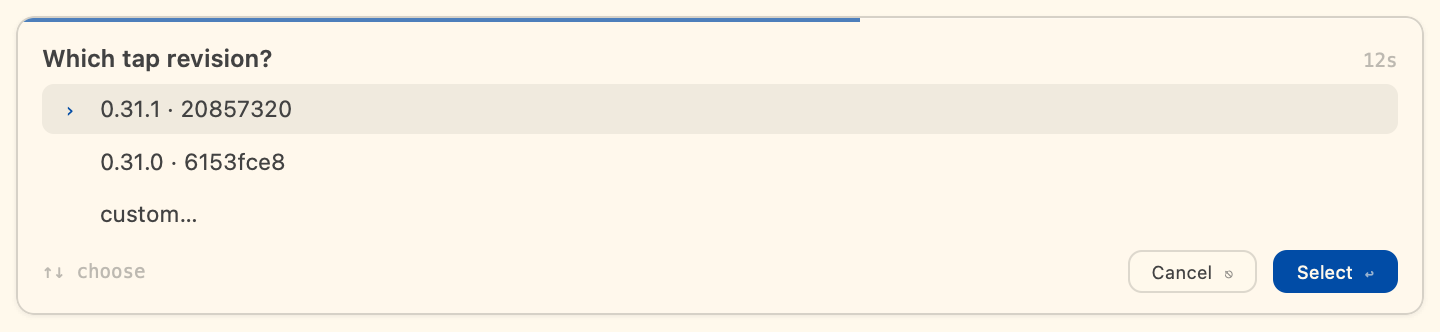 Which tap revision?
12s
› 0.31.1 · 20857320
0.31.0 · 6153fce8
custom...
↑↓ choose
Cancel ⎋
Select ↩